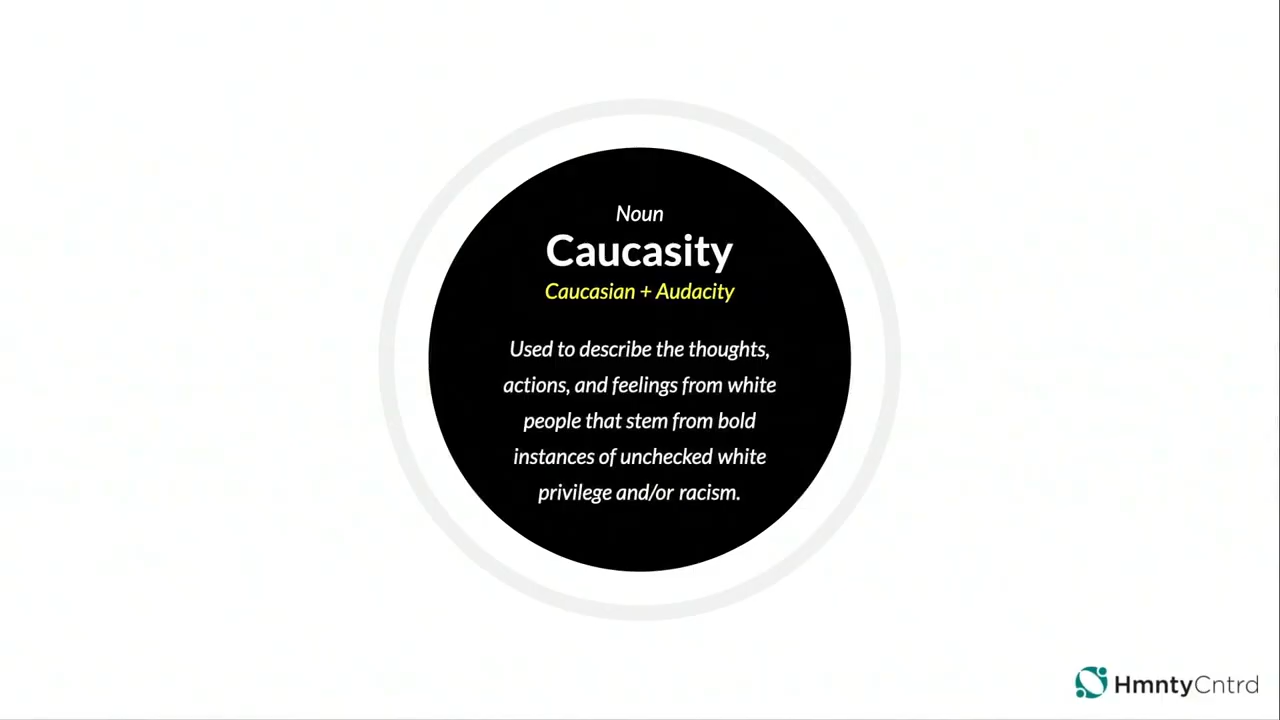 Noun
Caucasity
Caucasian + Audacity
Used to describe the thoughts,
actions, and feelings from white
people that stem from bold
instances of unchecked white
privilege and/or racism.
HmntyCntrd